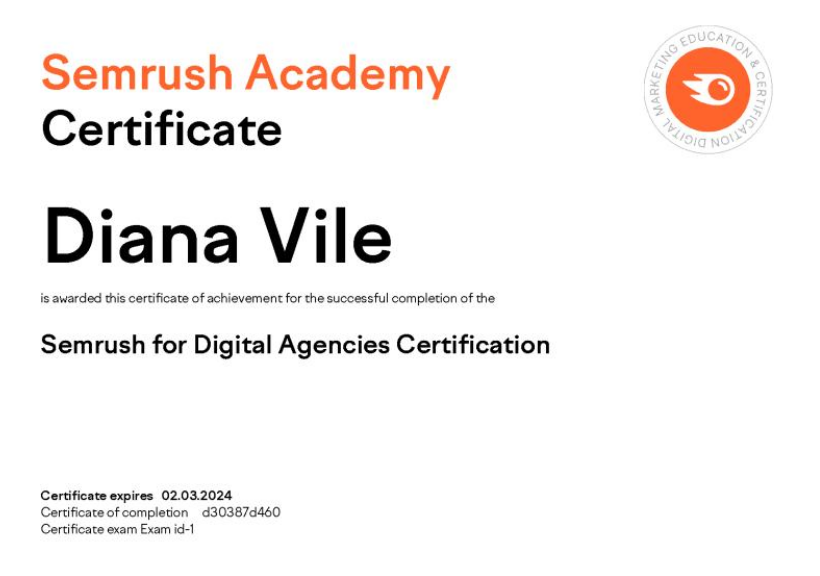 Semrush Academy
Certificate
DIGITAL MARKETING EDUCATION & CERTIFICATION
Diana Vile
is awarded this certificate of achievement for the successful completion of the
Semrush for Digital Agencies Certification
Certificate expires 02.03.2024
Certificate of completion d30387d460
Certificate exam Exam id-1